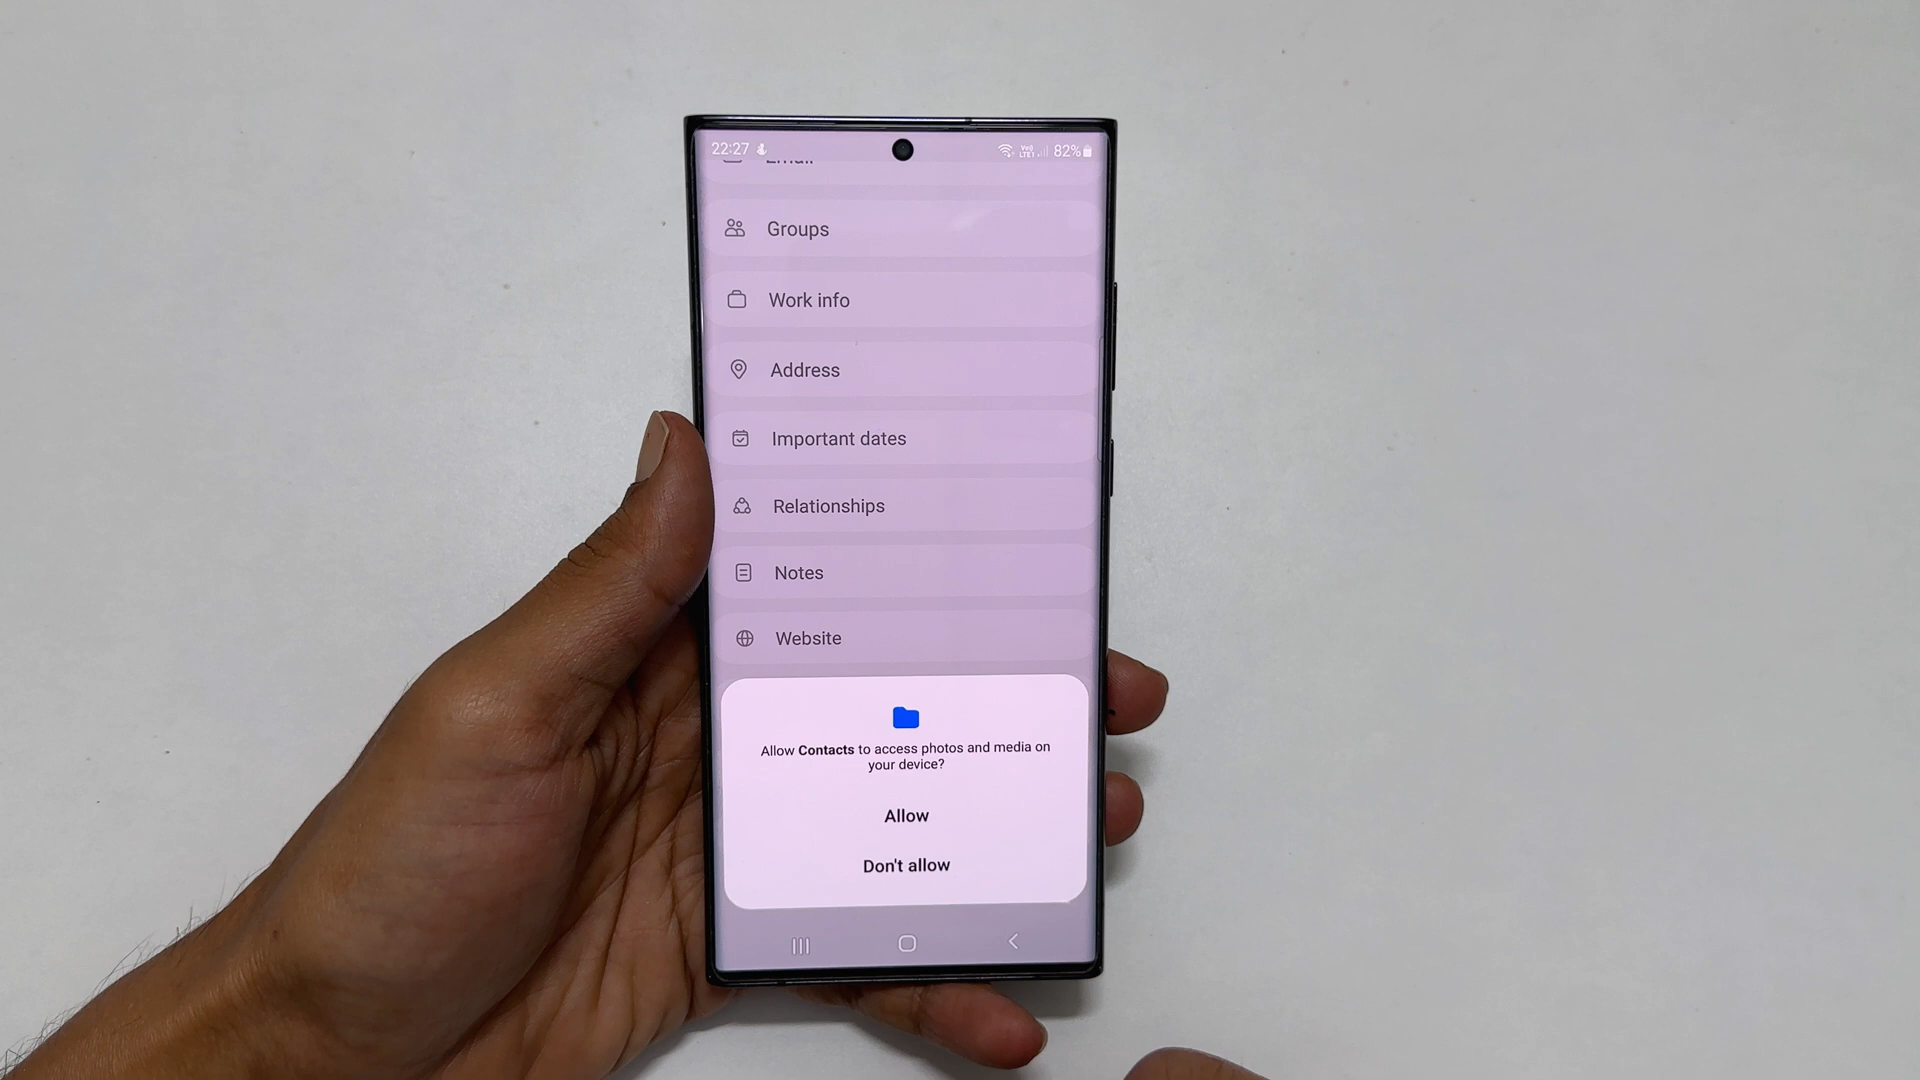 22:27 82%
Email
Groups
Work info
Address
Important dates
Relationships
Notes
Website
Allow Contacts to access photos and media on
your device?
Allow
Don't allow